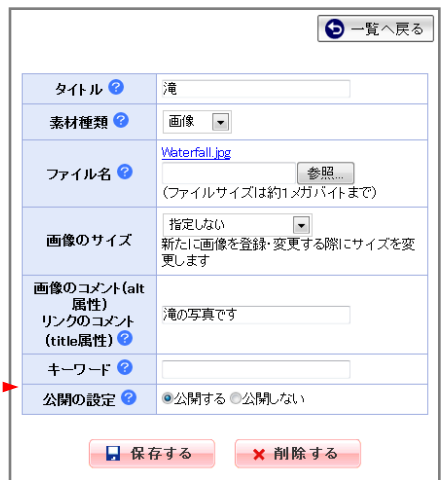 一覧へ戻る
タイトル
滝
素材種類
画像
Waterfall.jpg
ファイル名
参照...
(ファイルサイズは約1メガバイトまで)
指定しない
画像のサイズ
新たに画像を登録・変更する際にサイズを変
更します
画像のコメント(alt
属性)
リンクのコメント
(title属性)
滝の写真です
キーワード
公開の設定
公開する 公開しない
保存する
削除する